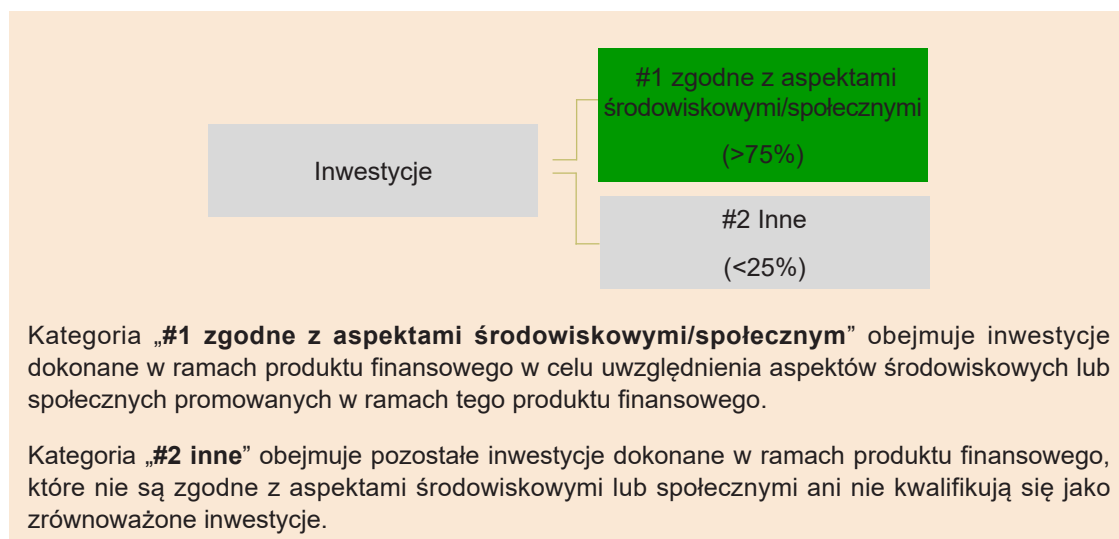 #1 zgodne z aspektami
środowiskowymi/społecznymi
(>75%)
Inwestycje
#2 Inne
(<25%)
Kategoria „#1 zgodne z aspektami środowiskowymi/społecznym” obejmuje inwestycje
dokonane w ramach produktu finansowego w celu uwzględnienia aspektów środowiskowych lub
społecznych promowanych w ramach tego produktu finansowego.
Kategoria „#2 inne” obejmuje pozostałe inwestycje dokonane w ramach produktu finansowego,
które nie są zgodne z aspektami środowiskowymi lub społecznymi ani nie kwalifikują się jako
zrównoważone inwestycje.